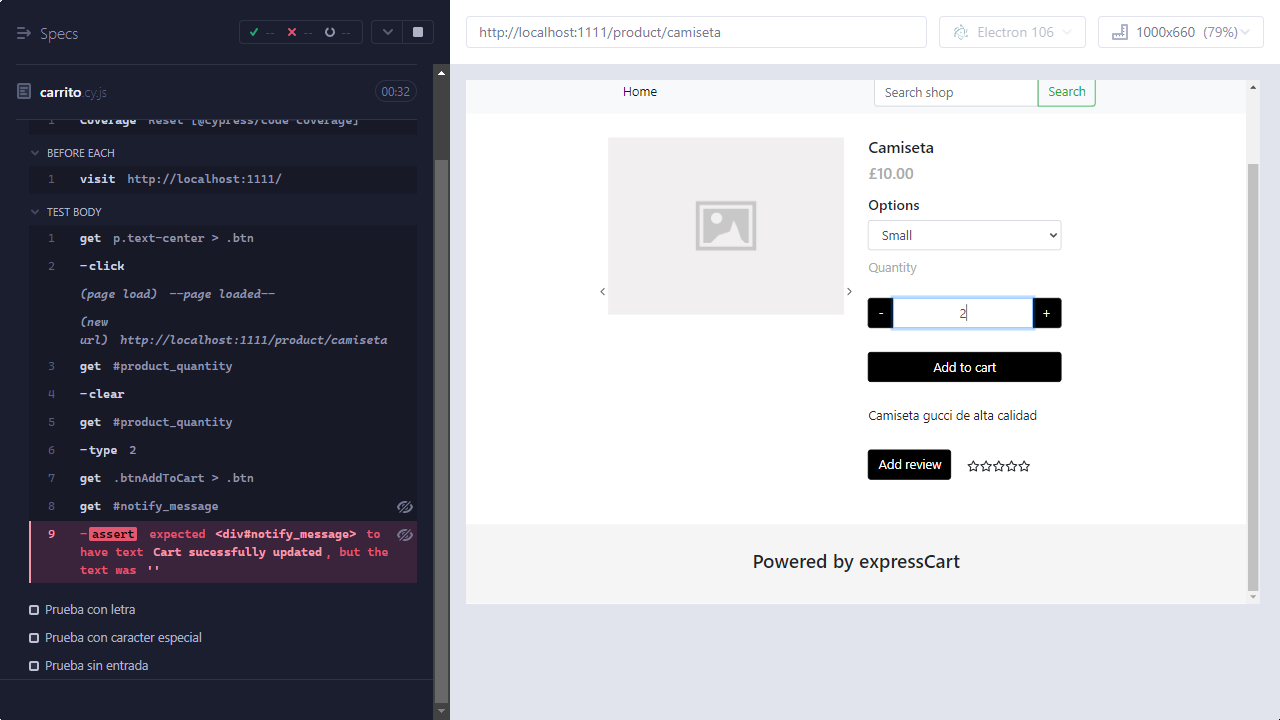 Specs
-- -- --
carrito cy.js
00:32
1 Coverage Reset [@cypress/code-coverage]
BEFORE EACH
1 visit http://localhost:1111/
TEST BODY
1 get p.text-center > .btn
2 -click
(page load) --page loaded--
(new
url) http://localhost:1111/product/camiseta
3 get #product_quantity
4 -clear
5 get #product_quantity
6 -type 2
7 get .btnAddToCart > .btn
8 get #notify_message
9 -assert expected <div#notify_message> to
have text Cart sucessfully updated, but the
text was ''
Prueba con letra
Prueba con caracter especial
Prueba sin entrada
http://localhost:1111/product/camiseta
Electron 106
1000x660 (79%)
Home
Search shop
Search
Camiseta
£10.00
Options
Small
Quantity
- 2 +
Add to cart
Camiseta gucci de alta calidad
Add review
Powered by expressCart